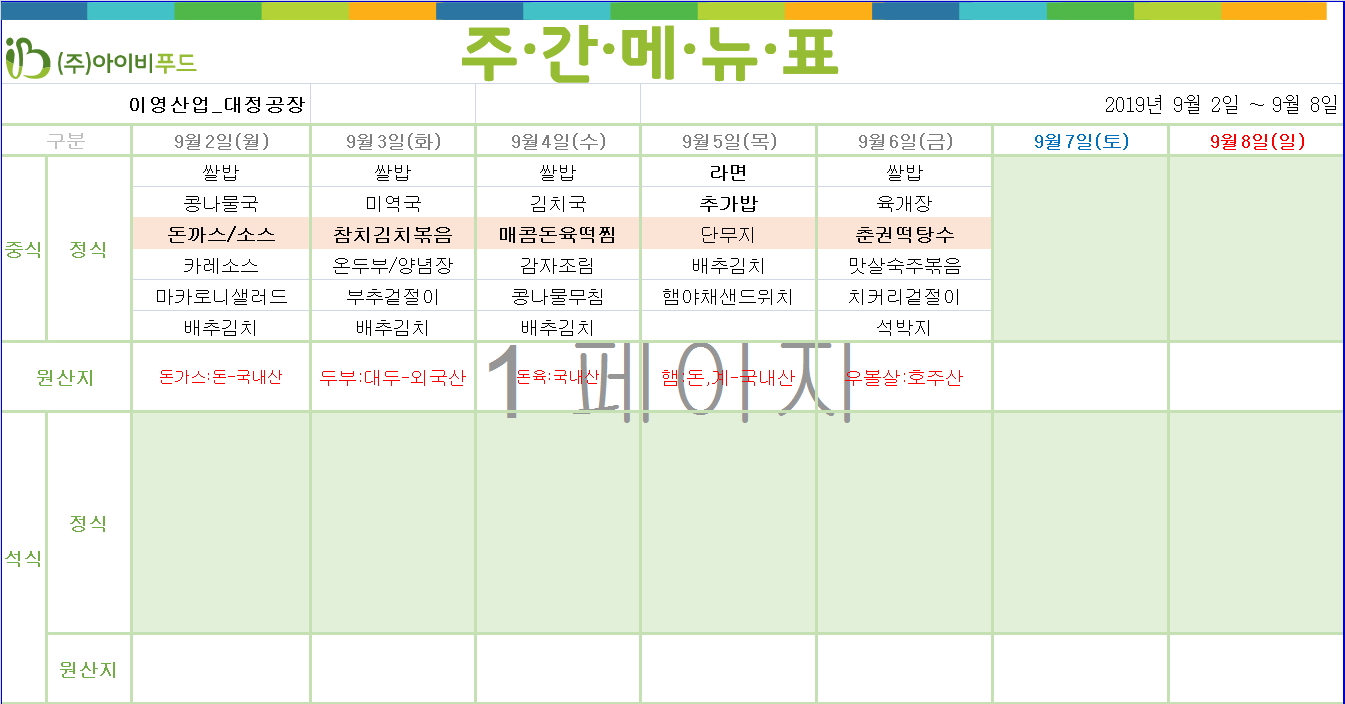 (주)아이비푸드
주·간·메·뉴·표
이영산업_대정공장
2019년 9월 2일 ~ 9월 8일
구분 9월2일(월) 9월3일(화) 9월4일(수) 9월5일(목) 9월6일(금) 9월7일(토) 9월8일(일)
중식 정식
쌀밥 쌀밥 쌀밥 라면 쌀밥
콩나물국 미역국 김치국 추가밥 육개장
돈까스/소스 참치김치볶음 매콤돈육떡찜 단무지 춘권떡탕수
카레소스 온두부/양념장 감자조림 배추김치 맛살숙주볶음
마카로니샐러드 부추겉절이 콩나물무침 햄야채샌드위치 치커리겉절이
배추김치 배추김치 배추김치 석박지
원산지 돈가스:돈-국내산 두부:대두-외국산 돈육:국내산 햄:돈,계-국내산 우볼살:호주산
1 페이지
석식 정식
원산지